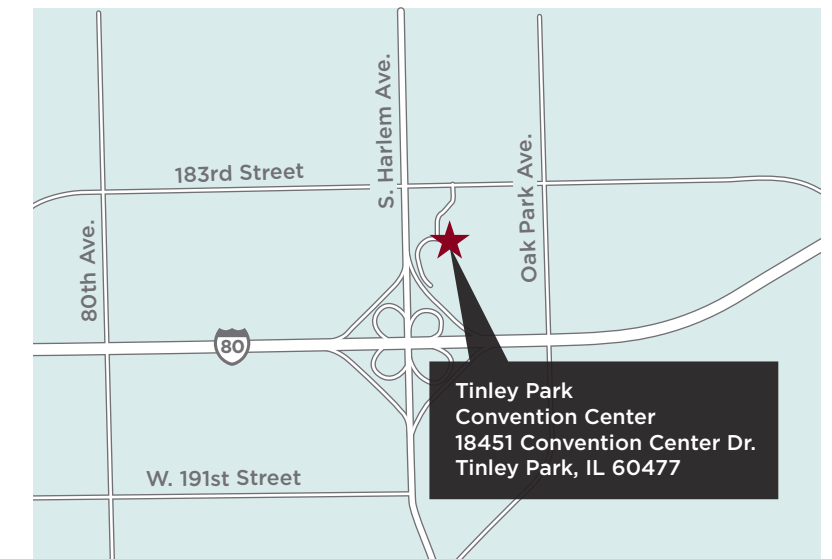 S. Harlem Ave.
183rd Street
Oak Park Ave.
80th Ave.
80
Tinley Park
Convention Center
18451 Convention Center Dr.
Tinley Park, IL 60477
W. 191st Street